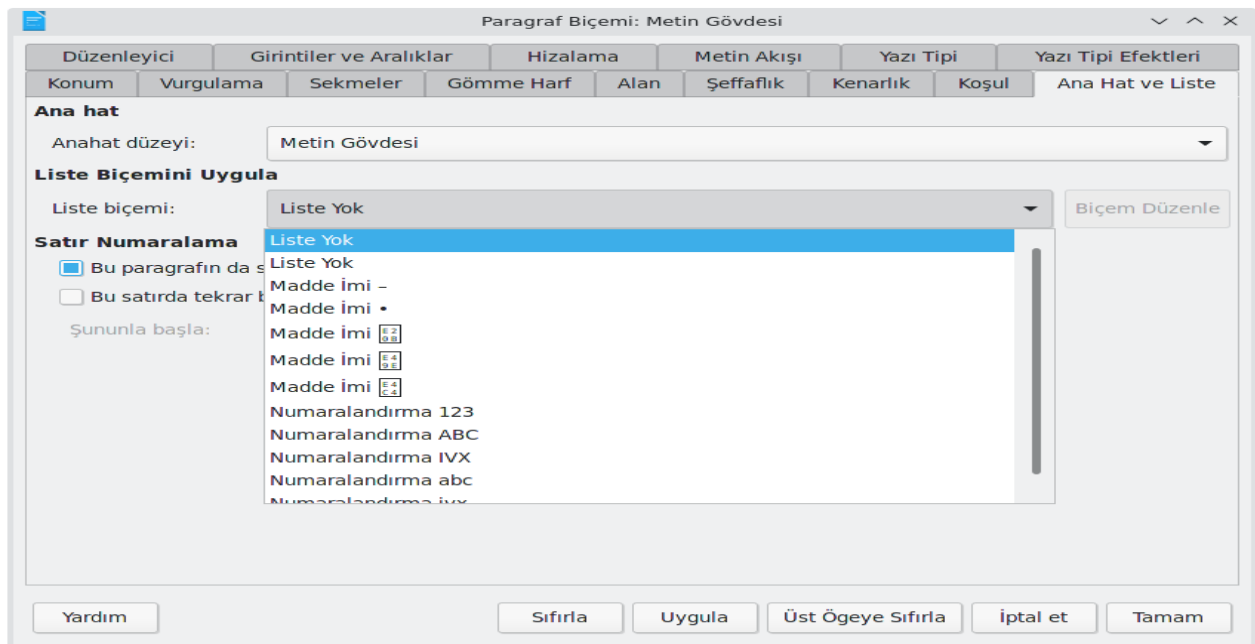 Paragraf Biçemi: Metin Gövdesi
Düzenleyici Girintiler ve Aralıklar Hizalama Metin Akışı Yazı Tipi Yazı Tipi Efektleri
Konum Vurgulama Sekmeler Gömme Harf Alan Şeffaflık Kenarlık Koşul Ana Hat ve Liste
Ana hat
Anahat düzeyi: Metin Gövdesi
Liste Biçemini Uygula
Liste biçemi: Liste Yok Biçem Düzenle
Satır Numaralama
Bu paragrafın da
Bu satırda tekrar
Şununla başla:
Liste Yok
Liste Yok
Madde İmi –
Madde İmi •
Madde İmi
Madde İmi
Madde İmi
Numaralandırma 123
Numaralandırma ABC
Numaralandırma IVX
Numaralandırma abc
Numaralandırma ivx
Yardım Sıfırla Uygula Üst Ögeye Sıfırla İptal et Tamam